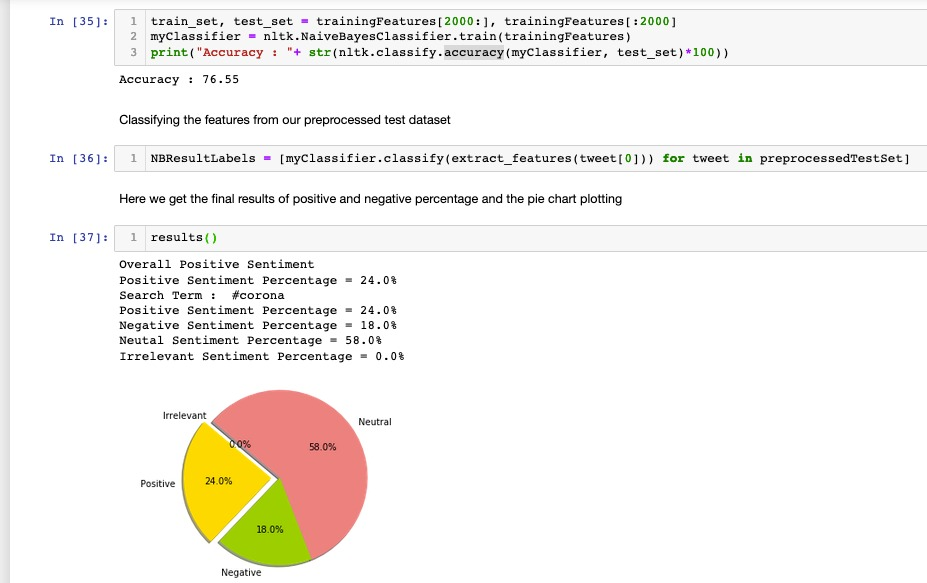 In [35]:
1 train_set, test_set = trainingFeatures[2000:], trainingFeatures[:2000]
2 myClassifier = nltk.NaiveBayesClassifier.train(trainingFeatures)
3 print("Accuracy : "+ str(nltk.classify.accuracy(myClassifier, test_set)*100))
Accuracy : 76.55
Classifying the features from our preprocessed test dataset
In [36]:
1 NBResultLabels = [myClassifier.classify(extract_features(tweet[0])) for tweet in preprocessedTestSet]
Here we get the final results of positive and negative percentage and the pie chart plotting
In [37]:
1 results()
Overall Positive Sentiment
Positive Sentiment Percentage = 24.0%
Search Term :  #corona
Positive Sentiment Percentage = 24.0%
Negative Sentiment Percentage = 18.0%
Neutal Sentiment Percentage = 58.0%
Irrelevant Sentiment Percentage = 0.0%
Irrelevant
Neutral
0.0%
58.0%
Positive
24.0%
18.0%
Negative